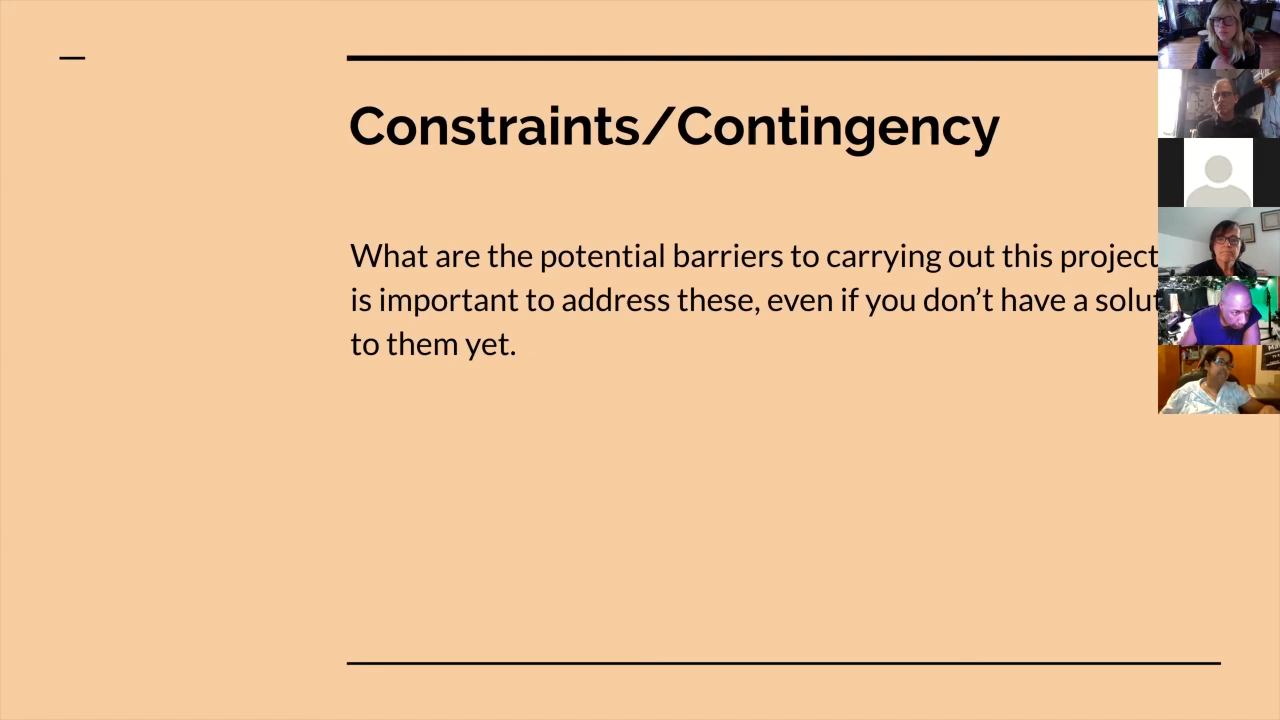 Constraints/Contingency
What are the potential barriers to carrying out this project
is important to address these, even if you don’t have a solut
to them yet.